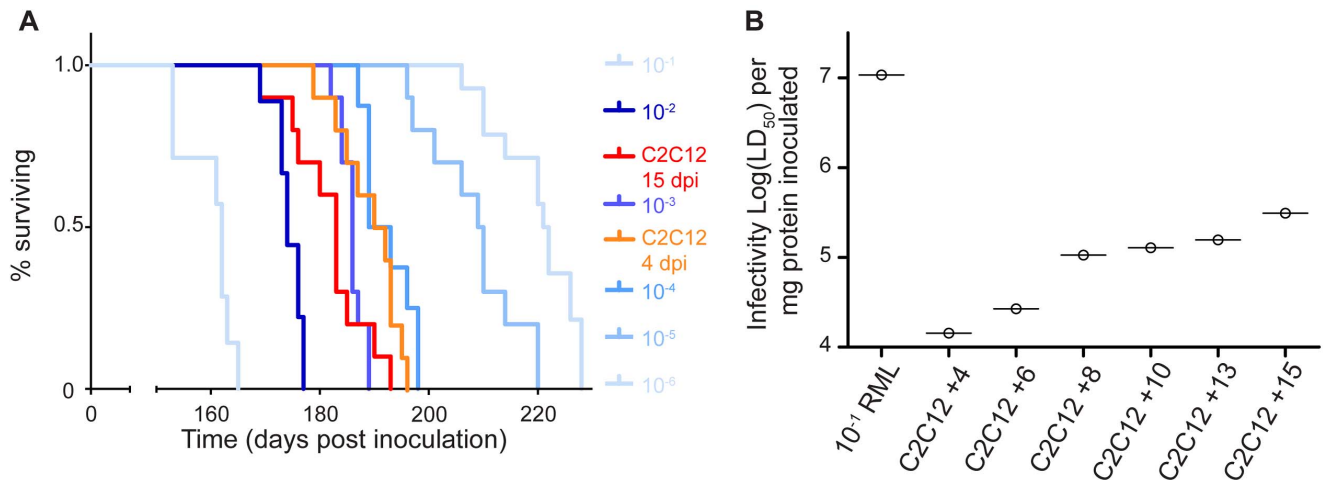 A
% surviving
1.0
0.5
0
0
160
180
200
220
Time (days post inoculation)
10-1
10-2
C2C12
15 dpi
10-3
C2C12
4 dpi
10-4
10-5
10-6
B
Infectivity Log(LD50) per
mg protein inoculated
7
6
5
4
10-1 RML
C2C12 +4
C2C12 +6
C2C12 +8
C2C12 +10
C2C12 +13
C2C12 +15